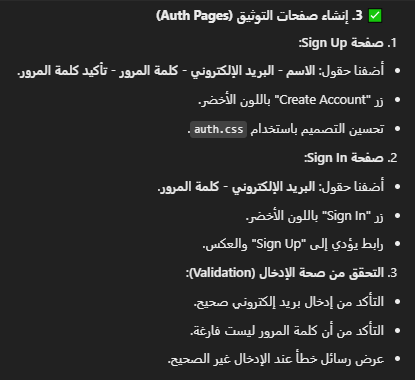 ✅ 3. إنشاء صفحات التوثيق (Auth Pages)
1. صفحة Sign Up:
• أضفنا حقول: الاسم - البريد الإلكتروني - كلمة المرور - تأكيد كلمة المرور.
• زر "Create Account" باللون الأخضر.
• تحسين التصميم باستخدام auth.css.
2. صفحة Sign In:
• أضفنا حقول: البريد الإلكتروني - كلمة المرور.
• زر "Sign In" باللون الأخضر.
• رابط يؤدي إلى "Sign Up" والعكس.
3. التحقق من صحة الإدخال (Validation):
• التأكد من إدخال بريد إلكتروني صحيح.
• التأكد من أن كلمة المرور ليست فارغة.
• عرض رسائل خطأ عند الإدخال غير الصحيح.